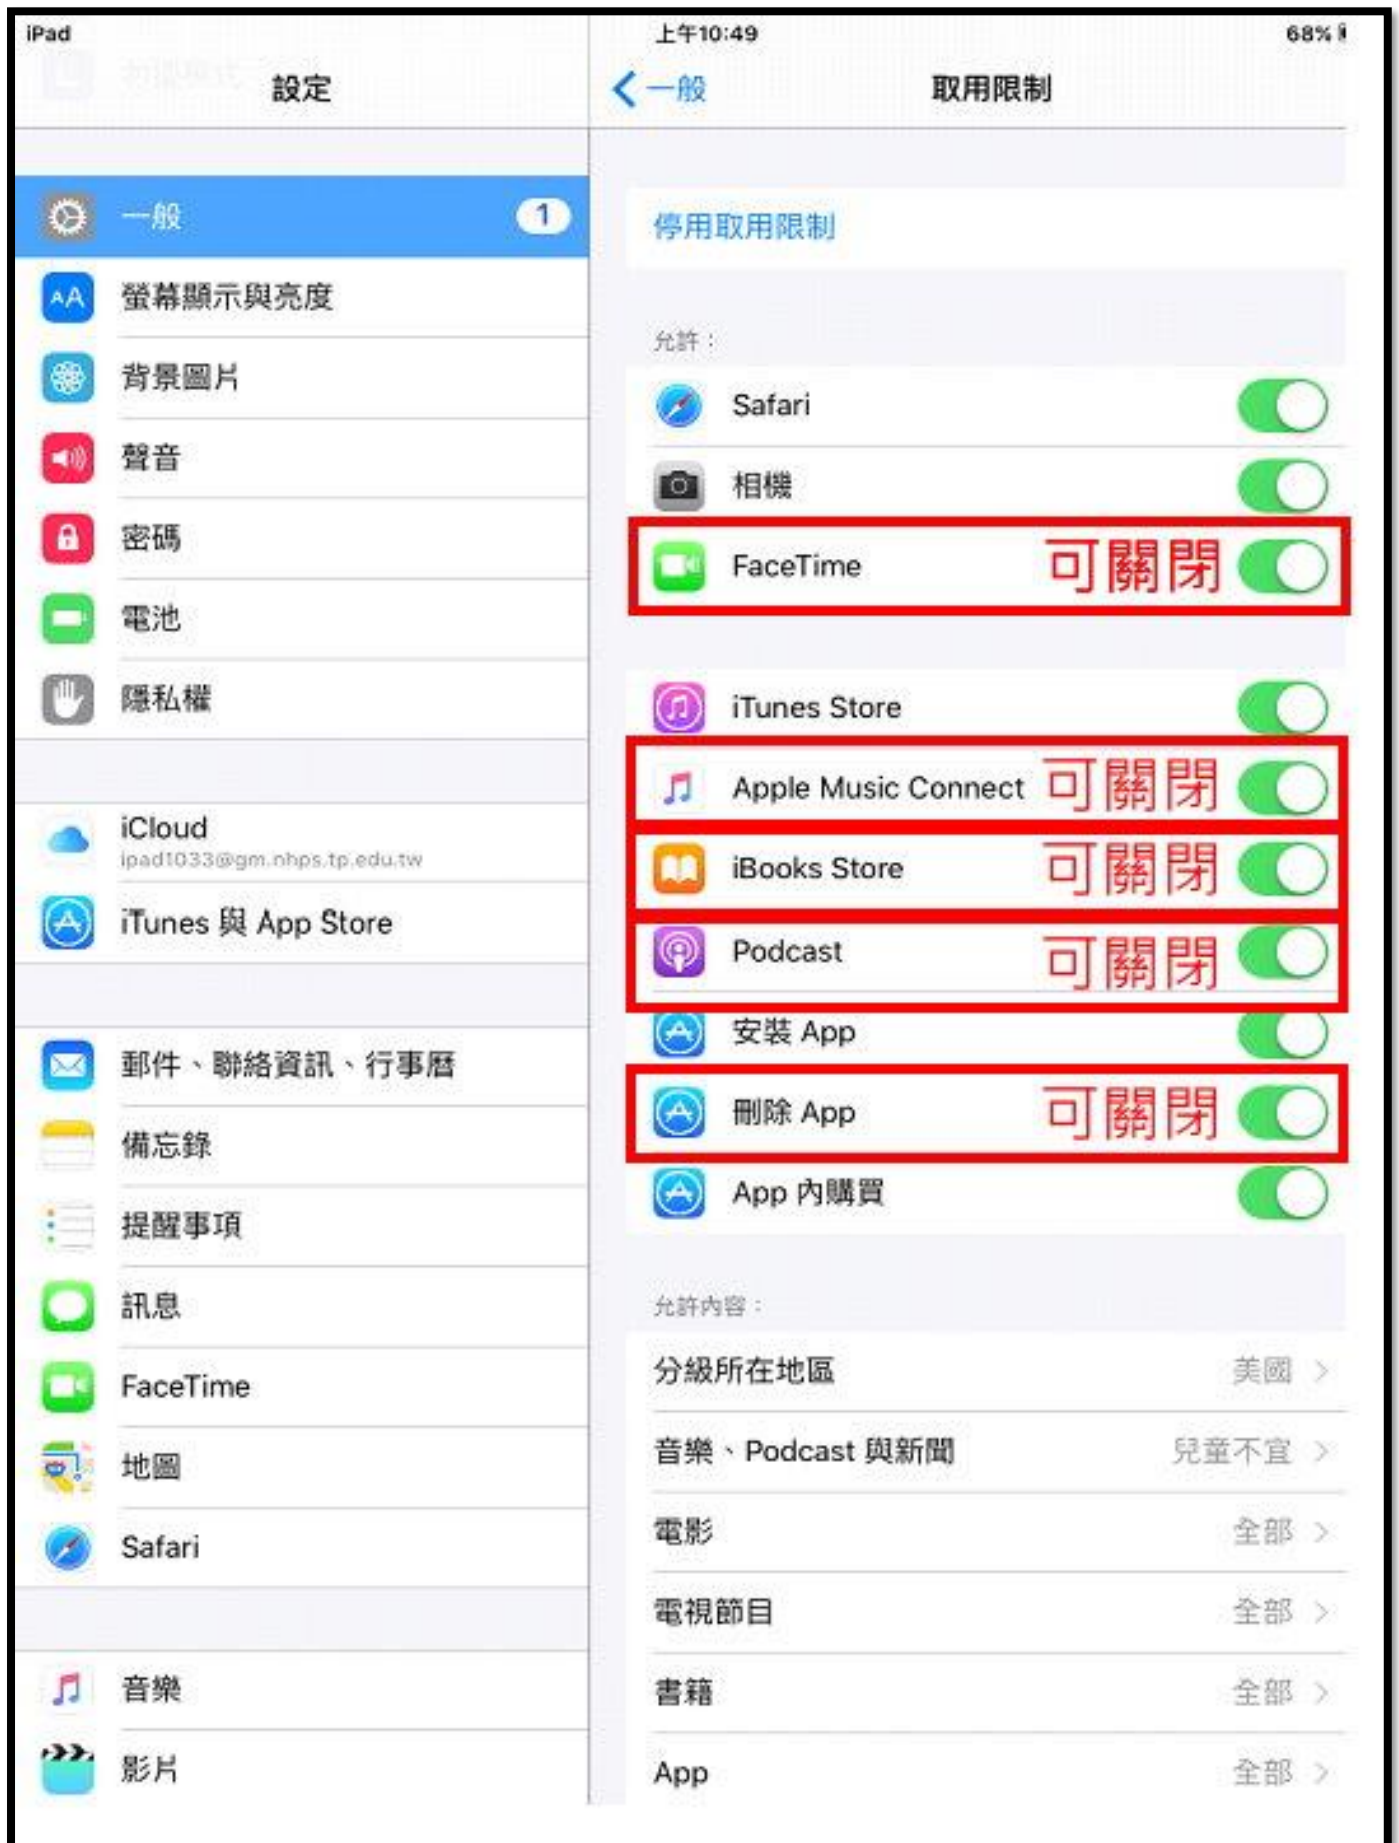 iPad
上午10:49
68%
設定
一般
取用限制
一般
1
螢幕顯示與亮度
背景圖片
聲音
密碼
電池
隱私權
iCloud
ipad1033@gm.nhps.tp.edu.tw
iTunes 與 App Store
郵件、聯絡資訊、行事曆
備忘錄
提醒事項
訊息
FaceTime
地圖
Safari
音樂
影片
停用取用限制
允許：
Safari
相機
FaceTime 可關閉
iTunes Store
Apple Music Connect 可關閉
iBooks Store 可關閉
Podcast 可關閉
安裝 App
刪除 App 可關閉
App 內購買
允許內容：
分級所在地區 美國
音樂、Podcast 與新聞 兒童不宜
電影 全部
電視節目 全部
書籍 全部
App 全部